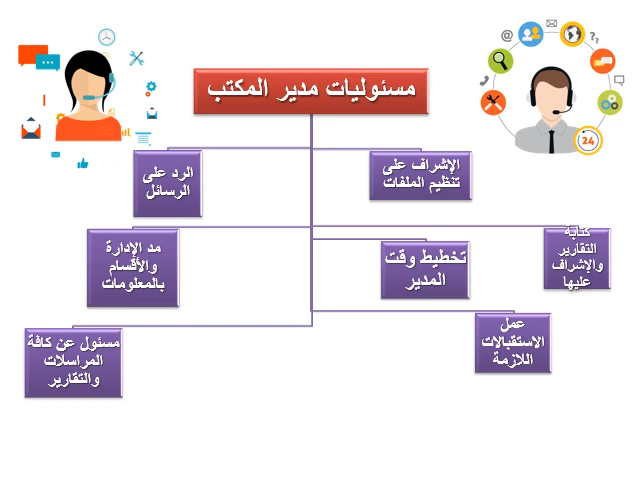 مسئوليات مدير المكتب
الإشراف على
تنظيم الملفات
الرد على
الرسائل
كتابة
التقارير
والإشراف
عليها
تخطيط وقت
المدير
مد الإدارة
والأقسام
بالمعلومات
عمل
الاستقبالات
اللازمة
مسئول عن كافة
المراسلات
والتقارير
@
??
24